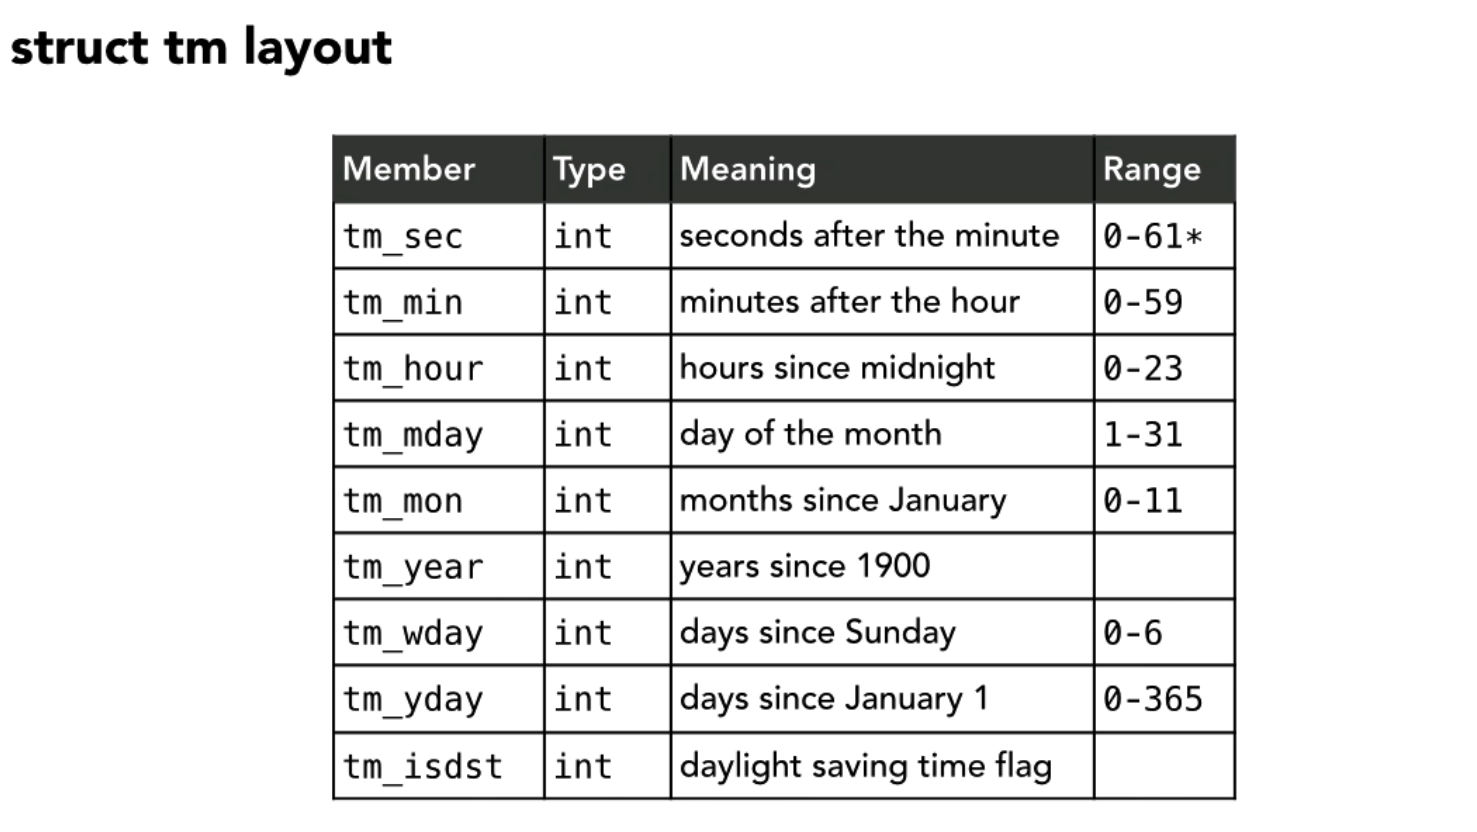 struct tm layout
Member Type Meaning Range
tm_sec int seconds after the minute 0-61*
tm_min int minutes after the hour 0-59
tm_hour int hours since midnight 0-23
tm_mday int day of the month 1-31
tm_mon int months since January 0-11
tm_year int years since 1900
tm_wday int days since Sunday 0-6
tm_yday int days since January 1 0-365
tm_isdst int daylight saving time flag